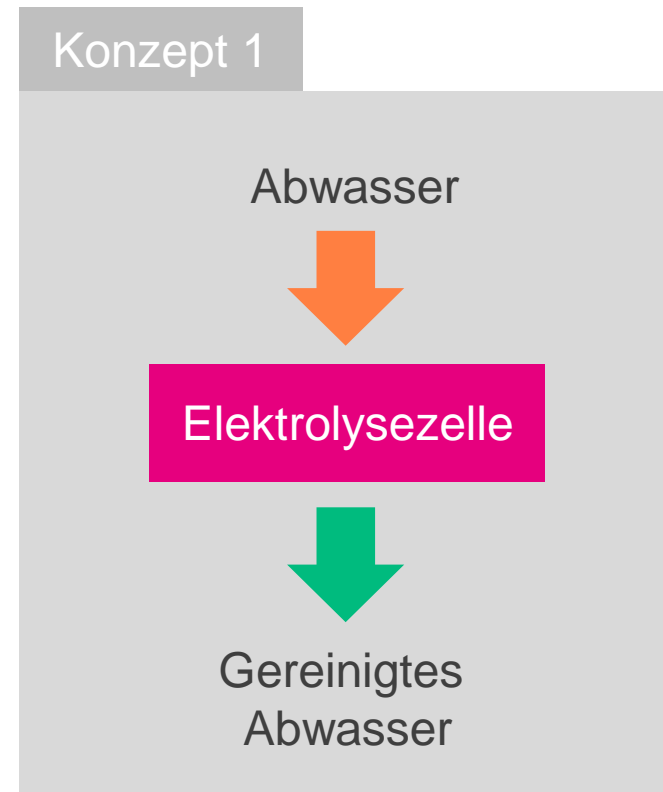 Konzept 1
Abwasser
Elektrolysezelle
Gereinigtes
Abwasser